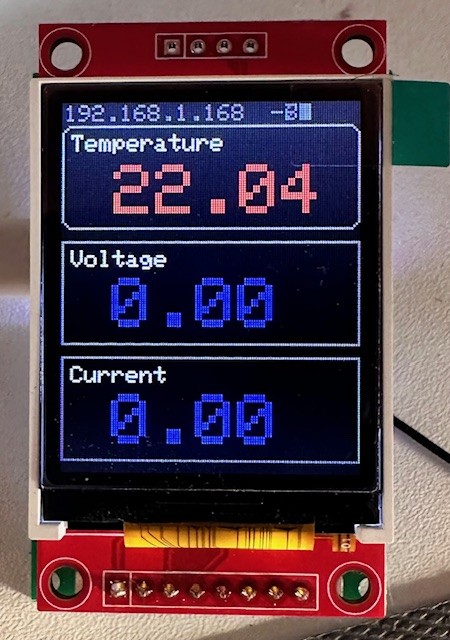 192.168.1.168
Temperature
22.04
Voltage
0.00
Current
0.00